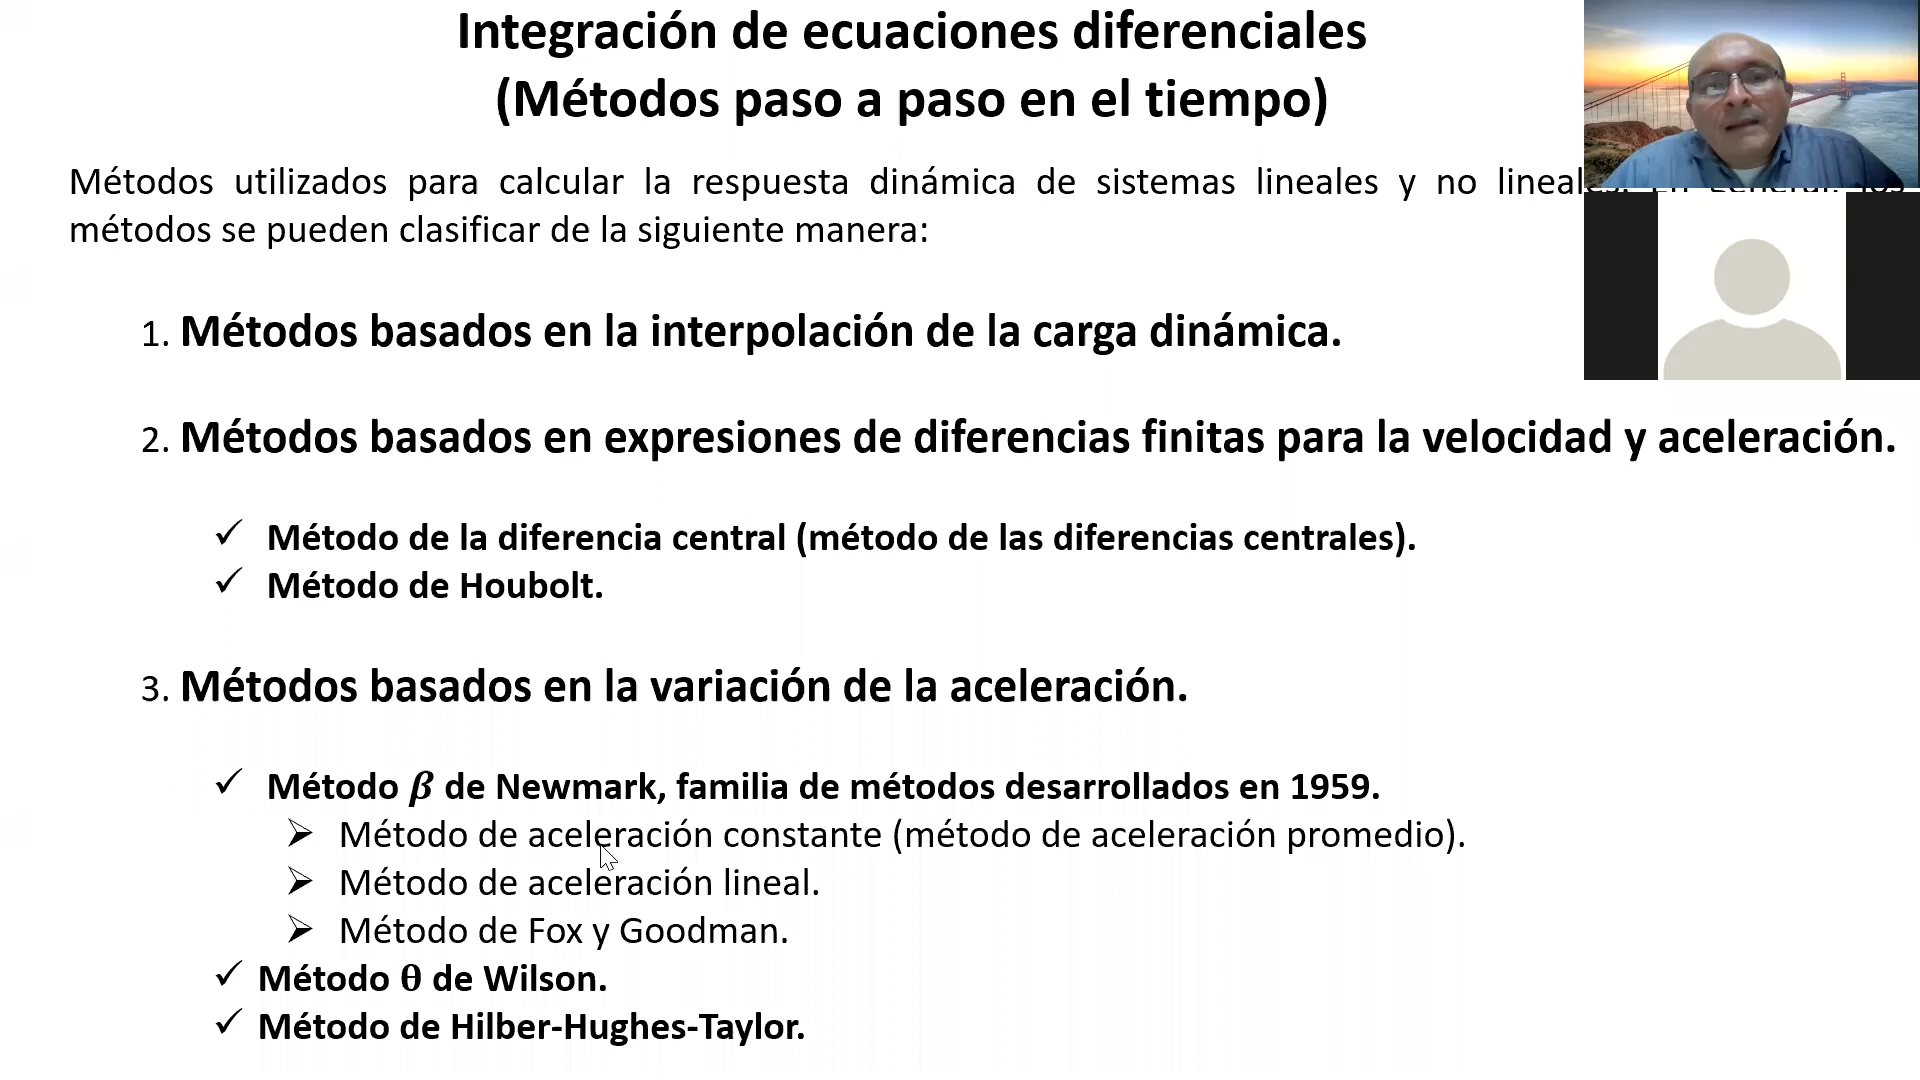 Integración de ecuaciones diferenciales
(Métodos paso a paso en el tiempo)
Métodos utilizados para calcular la respuesta dinámica de sistemas lineales y no lineales. En general, los
métodos se pueden clasificar de la siguiente manera:
1. Métodos basados en la interpolación de la carga dinámica.
2. Métodos basados en expresiones de diferencias finitas para la velocidad y aceleración.
✓ Método de la diferencia central (método de las diferencias centrales).
✓ Método de Houbolt.
3. Métodos basados en la variación de la aceleración.
✓ Método β de Newmark, familia de métodos desarrollados en 1959.
➢ Método de aceleración constante (método de aceleración promedio).
➢ Método de aceleración lineal.
➢ Método de Fox y Goodman.
✓ Método θ de Wilson.
✓ Método de Hilber-Hughes-Taylor.